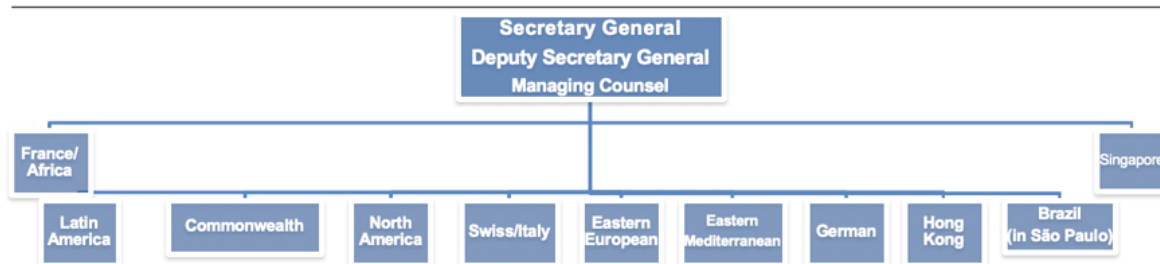 Secretary General
Deputy Secretary General
Managing Counsel
France/
Africa
Singapore
Latin
America
Commonwealth
North
America
Swiss/Italy
Eastern
European
Eastern
Mediterranean
German
Hong
Kong
Brazil
(in São Paulo)